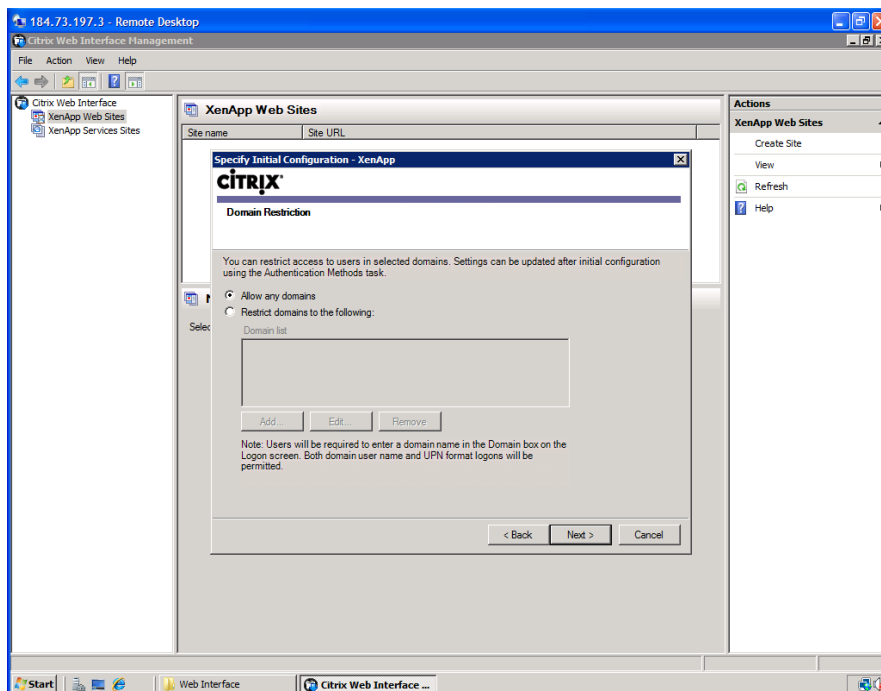 184.73.197.3 - Remote Desktop
Citrix Web Interface Management
File Action View Help
Citrix Web Interface
XenApp Web Sites
XenApp Services Sites
XenApp Web Sites
Site name Site URL
Specify Initial Configuration - XenApp
CİTRIX
Domain Restriction
You can restrict access to users in selected domains. Settings can be updated after initial configuration
using the Authentication Methods task.
Allow any domains
Restrict domains to the following:
Domain list
Add... Edit... Remove
Note: Users will be required to enter a domain name in the Domain box on the
Logon screen. Both domain user name and UPN format logons will be
permitted.
< Back Next > Cancel
Selec
Actions
XenApp Web Sites
Create Site
View
Refresh
Help
Start Web Interface Citrix Web Interface ...